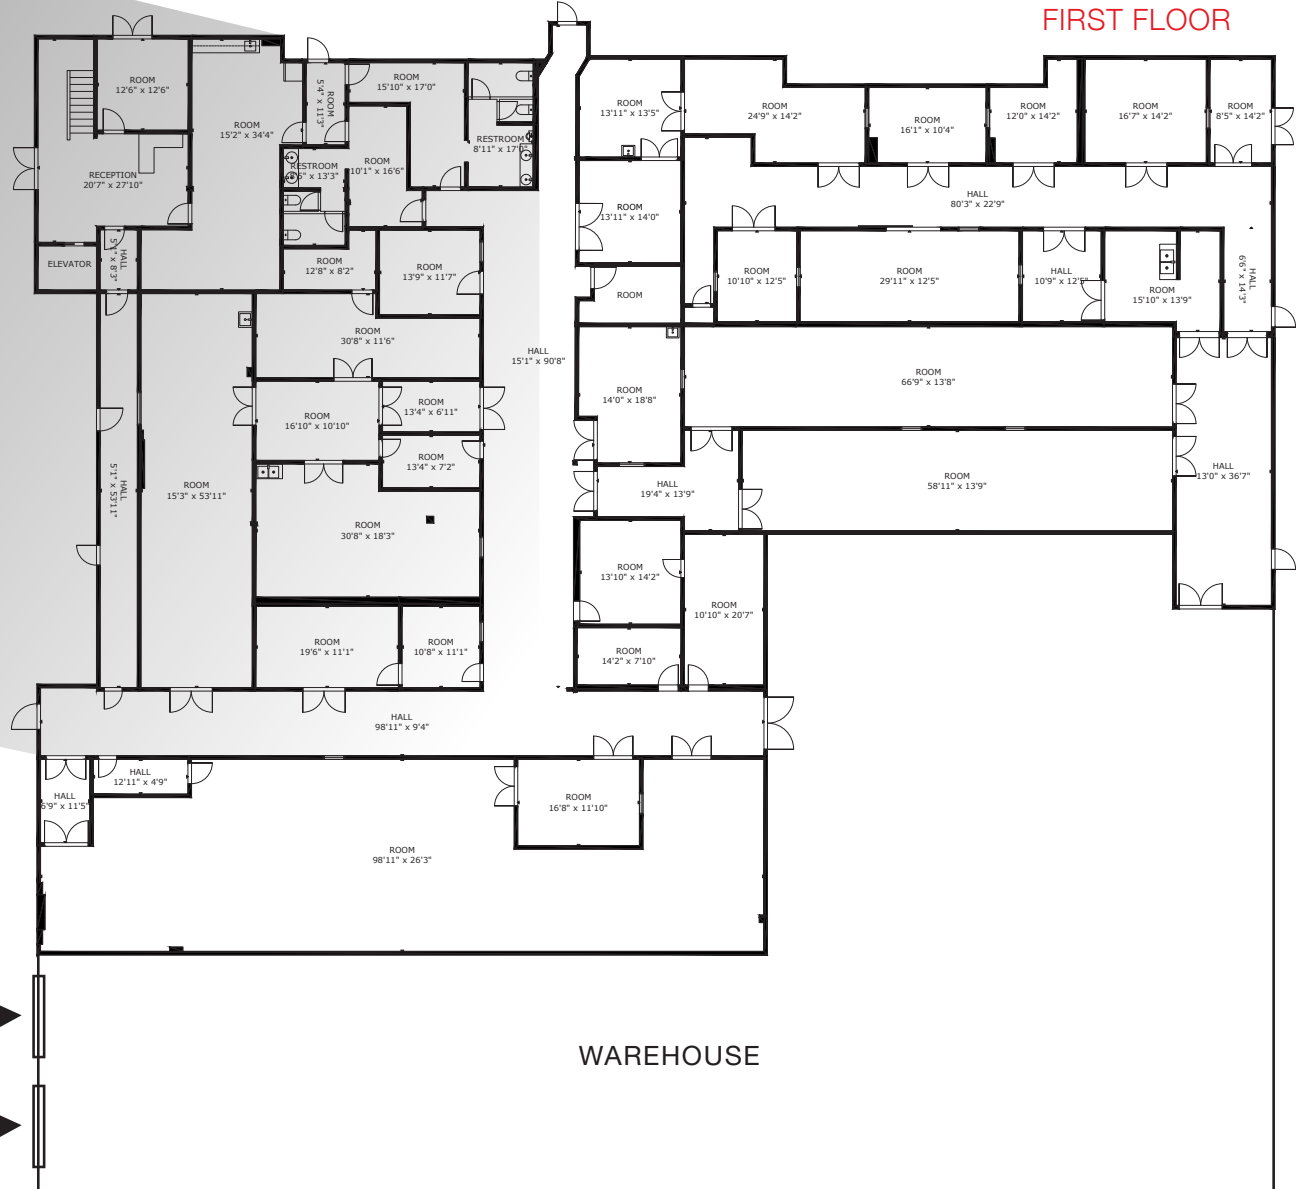 FIRST FLOOR
ROOM
12'6" x 12'6"
ROOM
15'2" x 34'4"
ROOM
5'4" x 11'3"
ROOM
15'10" x 17'0"
RESTROOM
8'11" x 17'0"
RESTROOM
13'3"
ROOM
10'1" x 16'6"
RECEPTION
20'7" x 27'10"
ELEVATOR
HALL
x 8'3"
ROOM
12'8" x 8'2"
ROOM
13'9" x 11'7"
ROOM
30'8" x 11'6"
HALL
15'1" x 90'8"
ROOM
16'10" x 10'10"
ROOM
13'4" x 6'11"
ROOM
13'4" x 7'2"
HALL
5'1" x 53'11"
ROOM
15'3" x 53'11"
ROOM
30'8" x 18'3"
ROOM
19'6" x 11'1"
ROOM
10'8" x 11'1"
ROOM
13'11" x 13'5"
ROOM
24'9" x 14'2"
ROOM
16'1" x 10'4"
ROOM
12'0" x 14'2"
ROOM
16'7" x 14'2"
ROOM
8'5" x 14'2"
ROOM
13'11" x 14'0"
HALL
80'3" x 22'9"
ROOM
ROOM
10'10" x 12'5"
ROOM
29'11" x 12'5"
HALL
10'9" x 12'5"
ROOM
15'10" x 13'9"
HALL
6'6" x 14'3"
ROOM
14'0" x 18'8"
ROOM
66'9" x 13'8"
ROOM
58'11" x 13'9"
HALL
13'0" x 36'7"
HALL
19'4" x 13'9"
ROOM
13'10" x 14'2"
ROOM
10'10" x 20'7"
ROOM
14'2" x 7'10"
HALL
98'11" x 9'4"
HALL
12'11" x 4'9"
HALL
6'9" x 11'5"
ROOM
16'8" x 11'10"
ROOM
98'11" x 26'3"
WAREHOUSE